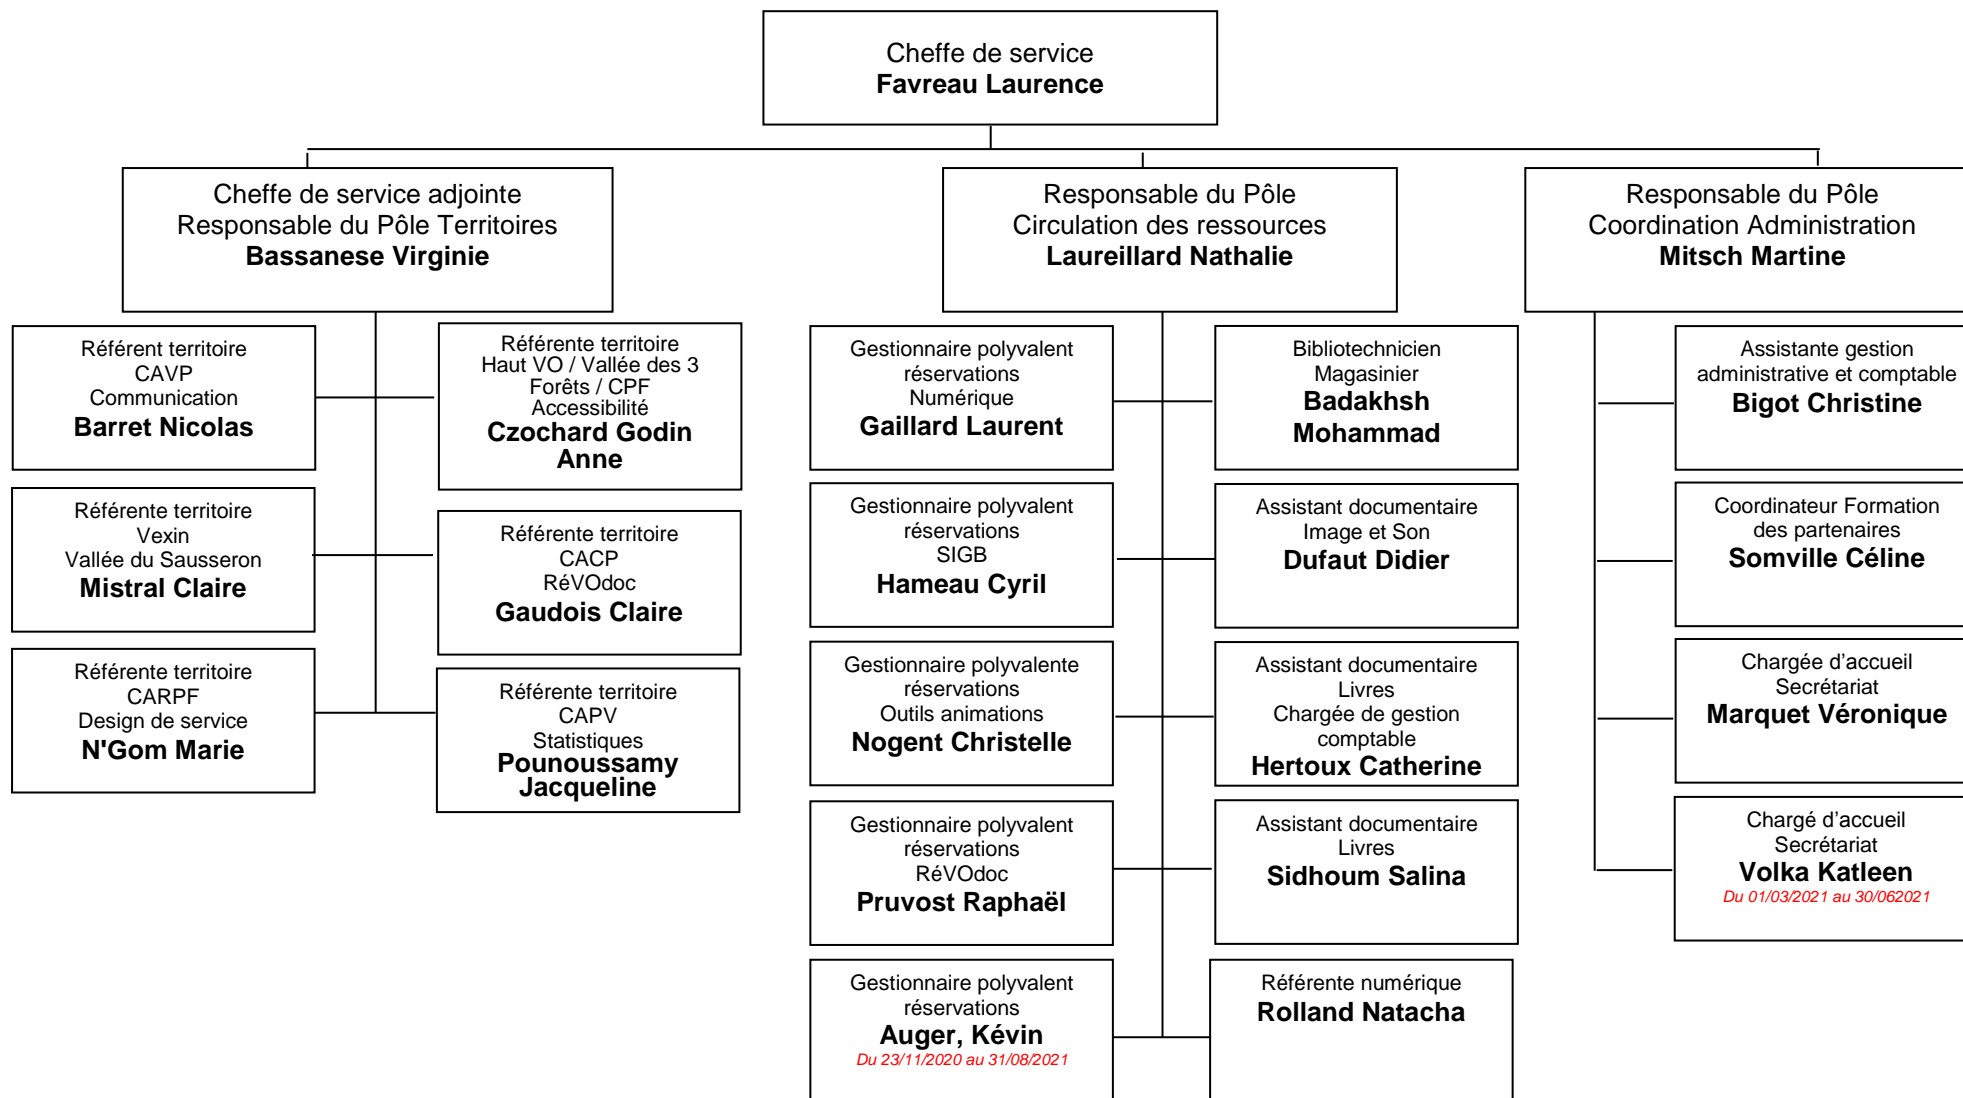 Cheffe de service
Favreau Laurence
Cheffe de service adjointe
Responsable du Pôle Territoires
Bassanese Virginie
Responsable du Pôle
Circulation des ressources
Laureillard Nathalie
Responsable du Pôle
Coordination Administration
Mitsch Martine
Référent territoire
CAVP
Communication
Barret Nicolas
Référente territoire
Haut VO / Vallée des 3
Forêts / CPF
Accessibilité
Czochard Godin
Anne
Référente territoire
Vexin
Vallée du Sausseron
Mistral Claire
Référente territoire
CACP
RéVOdoc
Gaudois Claire
Référente territoire
CARPF
Design de service
N'Gom Marie
Référente territoire
CAPV
Statistiques
Pounoussamy
Jacqueline
Gestionnaire polyvalent
réservations
Numérique
Gaillard Laurent
Bibliotechnicien
Magasinier
Badakhsh
Mohammad
Gestionnaire polyvalent
réservations
SIGB
Hameau Cyril
Assistant documentaire
Image et Son
Dufaut Didier
Gestionnaire polyvalente
réservations
Outils animations
Nogent Christelle
Assistant documentaire
Livres
Chargée de gestion
comptable
Hertoux Catherine
Gestionnaire polyvalent
réservations
RéVOdoc
Pruvost Raphaël
Assistant documentaire
Livres
Sidhoum Salina
Gestionnaire polyvalent
réservations
Auger, Kévin
Du 23/11/2020 au 31/08/2021
Référente numérique
Rolland Natacha
Assistante gestion
administrative et comptable
Bigot Christine
Coordinateur Formation
des partenaires
Somville Céline
Chargée d’accueil
Secrétariat
Marquet Véronique
Chargé d’accueil
Secrétariat
Volka Katleen
Du 01/03/2021 au 30/062021